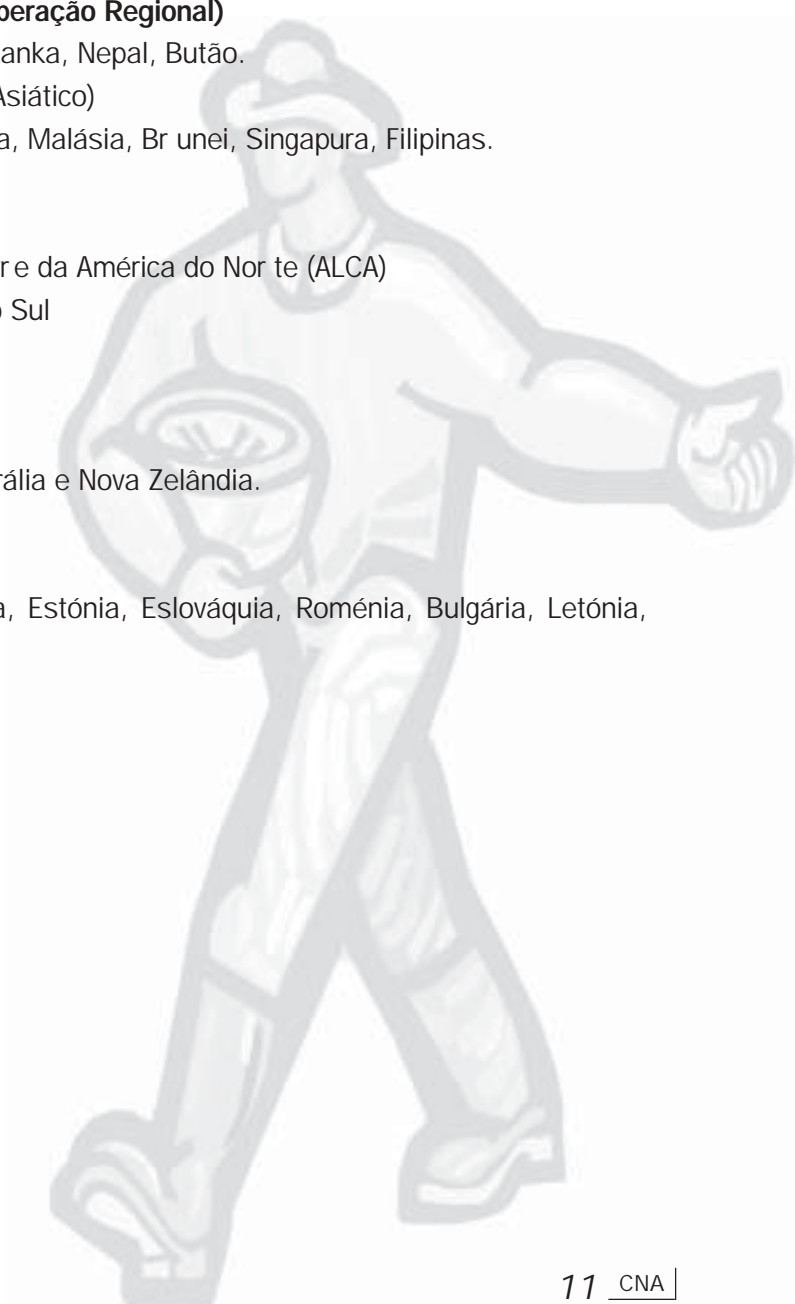 peração Regional)
anka, Nepal, Butão.
Asiático)
a, Malásia, Br unei, Singapura, Filipinas.
r e da América do Nor te (ALCA)
o Sul
rália e Nova Zelândia.
a, Estónia, Eslováquia, Roménia, Bulgária, Letónia,
11 CNA